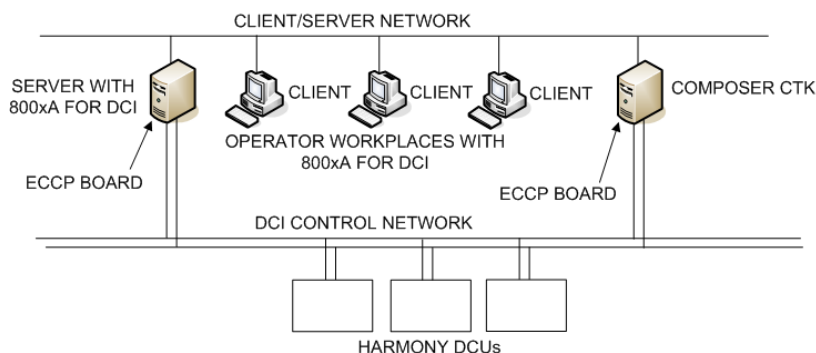 CLIENT/SERVER NETWORK
SERVER WITH
800xA FOR DCI
CLIENT
CLIENT
CLIENT
COMPOSER CTK
OPERATOR WORKPLACES WITH
800xA FOR DCI
ECCP BOARD
ECCP BOARD
DCI CONTROL NETWORK
HARMONY DCUs